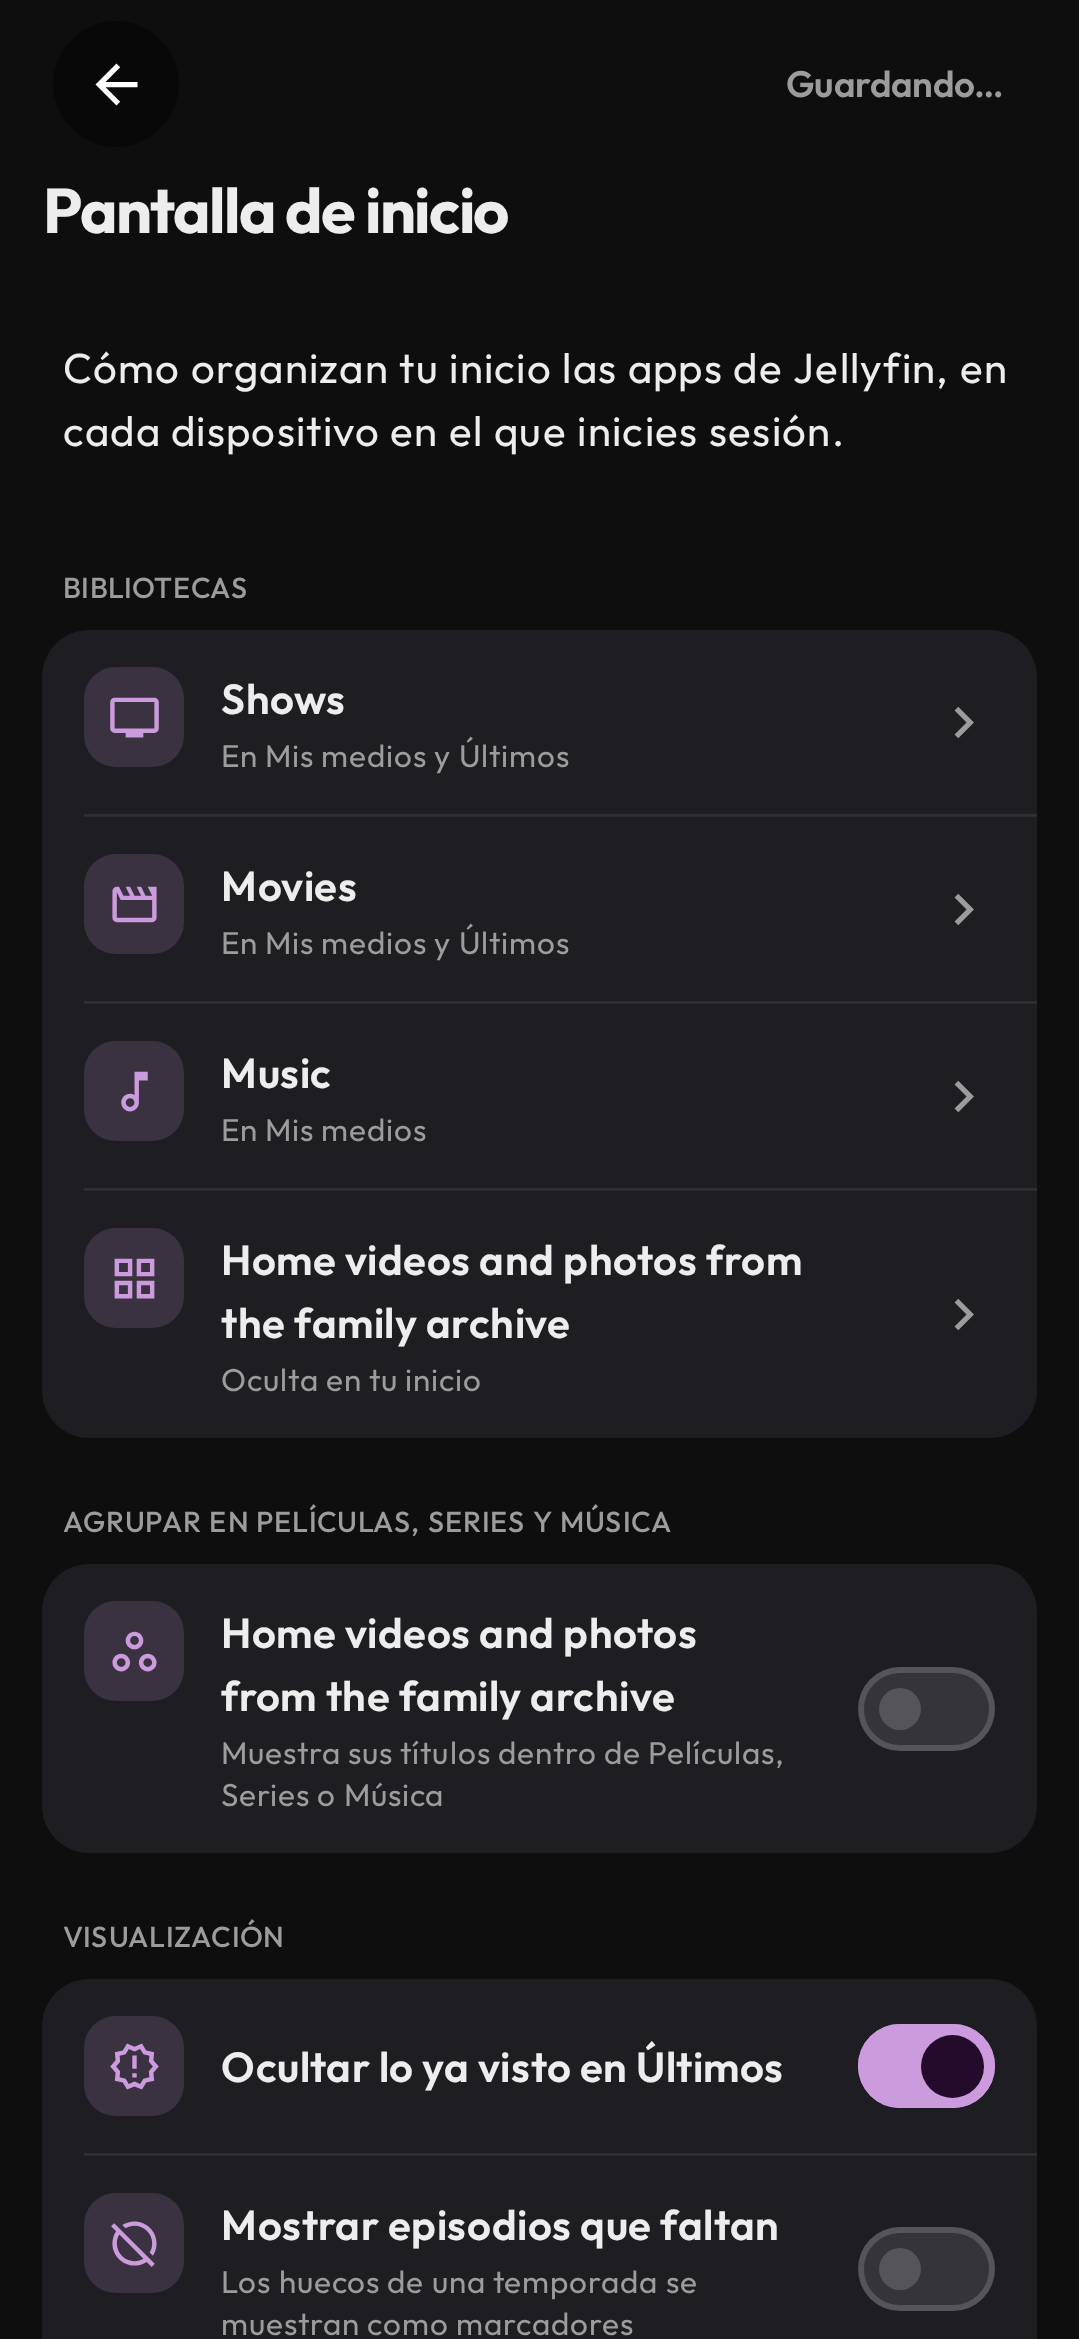 Guardando...
Pantalla de inicio
Cómo organizan tu inicio las apps de Jellyfin, en
cada dispositivo en el que inicies sesión.
BIBLIOTECAS
Shows
En Mis medios y Últimos
Movies
En Mis medios y Últimos
Music
En Mis medios
Home videos and photos from
the family archive
Oculta en tu inicio
AGRUPAR EN PELÍCULAS, SERIES Y MÚSICA
Home videos and photos
from the family archive
Muestra sus títulos dentro de Películas,
Series o Música
VISUALIZACIÓN
Ocultar lo ya visto en Últimos
Mostrar episodios que faltan
Los huecos de una temporada se
muestran como marcadores